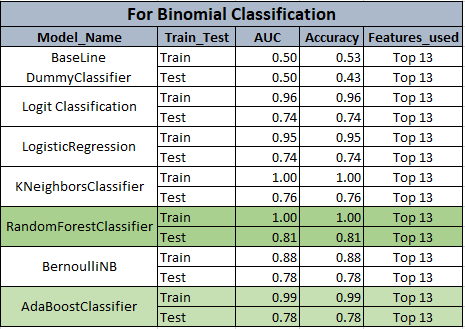 For Binomial Classification
Model_Name Train_Test AUC Accuracy Features_used
BaseLine DummyClassifier Train 0.50 0.53 Top 13
Test 0.50 0.43 Top 13
Logit Classification Train 0.96 0.96 Top 13
Test 0.74 0.74 Top 13
LogisticRegression Train 0.95 0.95 Top 13
Test 0.74 0.74 Top 13
KNeighborsClassifier Train 1.00 1.00 Top 13
Test 0.76 0.76 Top 13
RandomForestClassifier Train 1.00 1.00 Top 13
Test 0.81 0.81 Top 13
BernoulliNB Train 0.88 0.88 Top 13
Test 0.78 0.78 Top 13
AdaBoostClassifier Train 0.99 0.99 Top 13
Test 0.78 0.78 Top 13